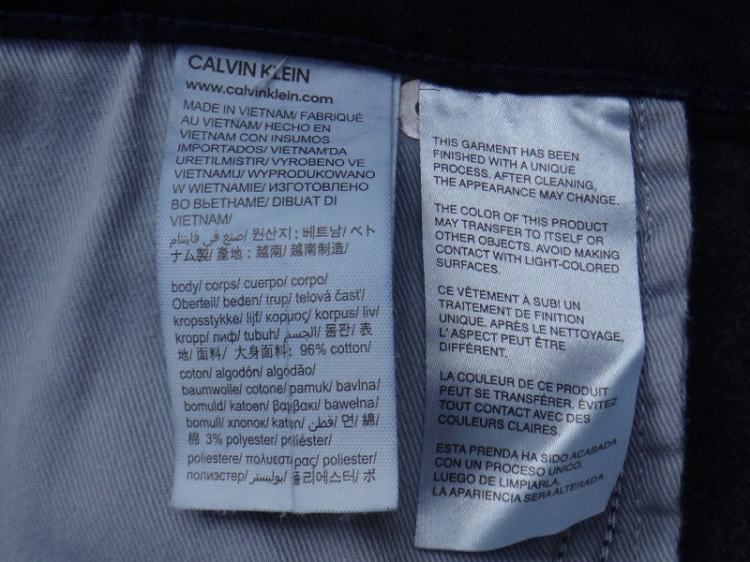 CALVIN KLEIN
www.calvinklein.com
MADE IN VIETNAM/ FABRIQUÉ
AU VIETNAM/ HECHO EN
VIETNAM CON INSUMOS
IMPORTADOS/ VIETNAM'DA
URETILMISTIR/ VYROBENO VE
VIETNAMU/ WYPRODUKOWANO
W WIETNAMIE/ ИЗГОТОВЛЕНО
ВО ВЬЕТНАМЕ/ DIBUAT DI
VIETNAM/
صنع في فايتنام/ 원산지: 베트남/ ベト
ナム製/ 產地: 越南/ 越南制造/
body/ corps/ cuerpo/ corpo/
Oberteil/ beden/ trup/ telová časť/
kropsstykke/ lijf/ κορμος/ korpus/ liv/
kropp/ лиф/ tubuh/ الجسم/ 몸판/ 表
地/ 面料/ 大身面料: 96% cotton/
coton/ algodón/ algodão/
baumwolle/ cotone/ pamuk/ bavlna/
bomuld/ katoen/ βαμβακι/ bawełna/
bomull/ хлопок/ katun/ قطن/ 면/ 綿/
棉 3% polyester/ poliéster/
poliestere/ πολυεστερας/ poliester/
полиэстер/ بوليستر/ 폴리에스터/ ポ
THIS GARMENT HAS BEEN
FINISHED WITH A UNIQUE
PROCESS. AFTER CLEANING,
THE APPEARANCE MAY CHANGE.
THE COLOR OF THIS PRODUCT
MAY TRANSFER TO ITSELF OR
OTHER OBJECTS. AVOID MAKING
CONTACT WITH LIGHT-COLORED
SURFACES.
CE VÊTEMENT À SUBI UN
TRAITEMENT DE FINITION
UNIQUE. APRÈS LE NETTOYAGE,
L' ASPECT PEUT ÊTRE
DIFFÉRENT.
LA COULEUR DE CE PRODUIT
PEUT SE TRANSFÉRER. ÉVITEZ
TOUT CONTACT AVEC DES
COULEURS CLAIRES.
ESTA PRENDA HA SIDO ACABADA
CON UN PROCESO UNICO.
LUEGO DE LIMPIARLA,
LA APARIENCIA SERA ALTERADA.